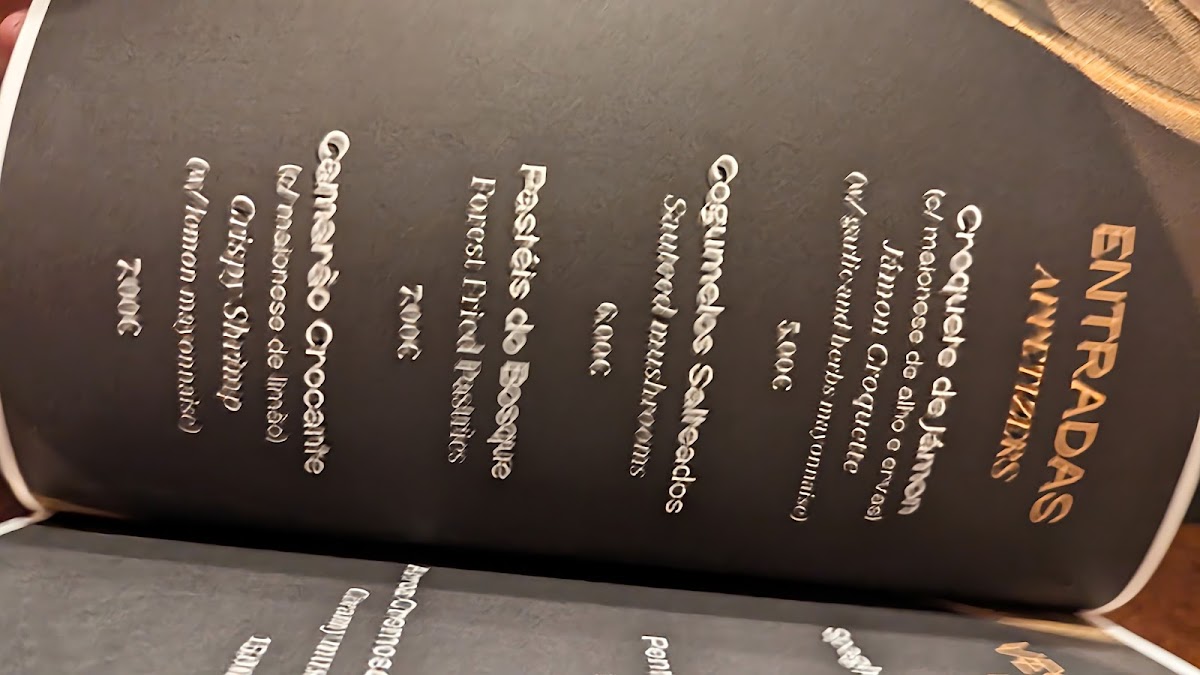 ENTRADAS
APPETIZERS
Croquete de Jámon
(c/ maionese de alho e ervas)
Jámon Croquette
(w/ garlic and herbs mayonnaise)
5.00€
Cogumelos Salteados
Sauteed mushrooms
6.00€
Pastéis do Bosque
Forest Fried Pastries
7.00€
Camarão Crocante
(c/ maionese de limão)
Crispy Shrimp
(w/ lemon mayonnaise)
7.00€